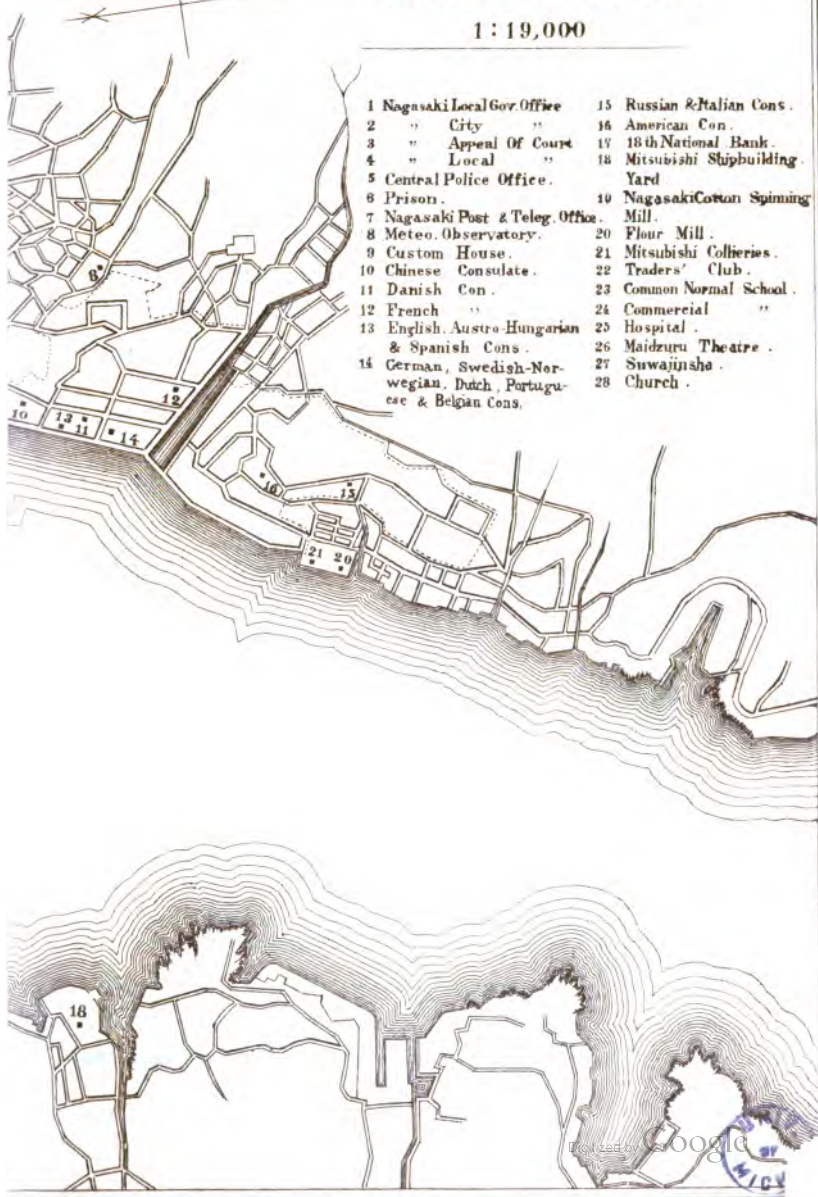 1:19,000
1 Nagasaki Local Gov. Office
2 " City "
3 " Appeal Of Court
4 " Local "
5 Central Police Office.
6 Prison.
7 Nagasaki Post & Teleg. Office.
8 Meteo. Observatory.
9 Custom House.
10 Chinese Consulate.
11 Danish Con.
12 French "
13 English. Austro-Hungarian
& Spanish Cons.
14 German, Swedish-Nor-
wegian, Dutch, Portugu-
ese & Belgian Cons.
15 Russian & Italian Cons.
16 American Con.
17 18th National Bank.
18 Mitsubishi Shipbuilding
Yard
19 Nagasaki Cotton Spinning
Mill.
20 Flour Mill.
21 Mitsubishi Collieries.
22 Traders' Club.
23 Common Normal School.
24 Commercial "
25 Hospital.
26 Maidzuru Theatre.
27 Suwajinsha.
28 Church.
8
12
10
13
11
14
16
15
21
20
18
Digitized by Google
UNIV
OF
MICH